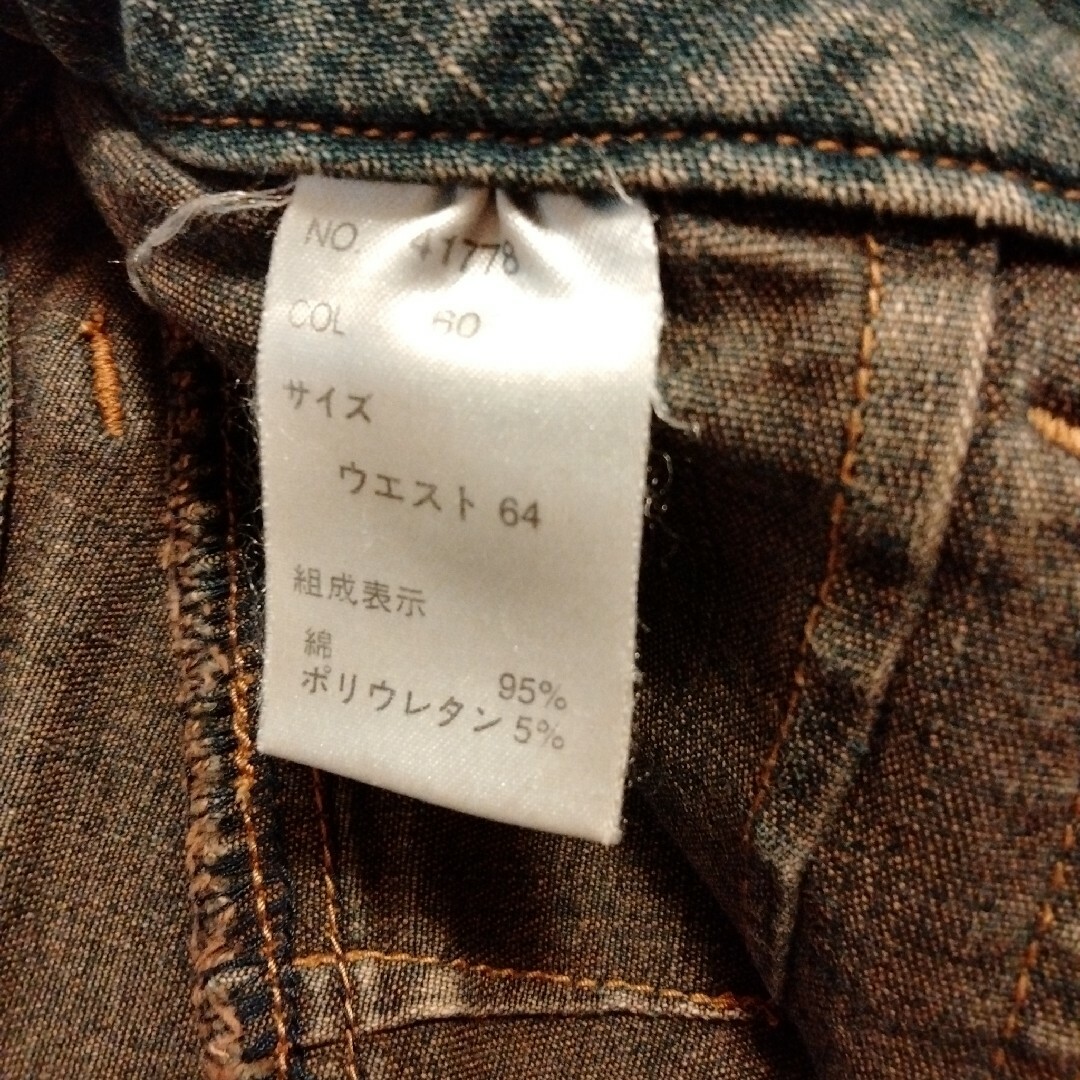 NO. 41778
COL 60
サイズ
ウエスト 64
組成表示
綿 95%
ポリウレタン 5%